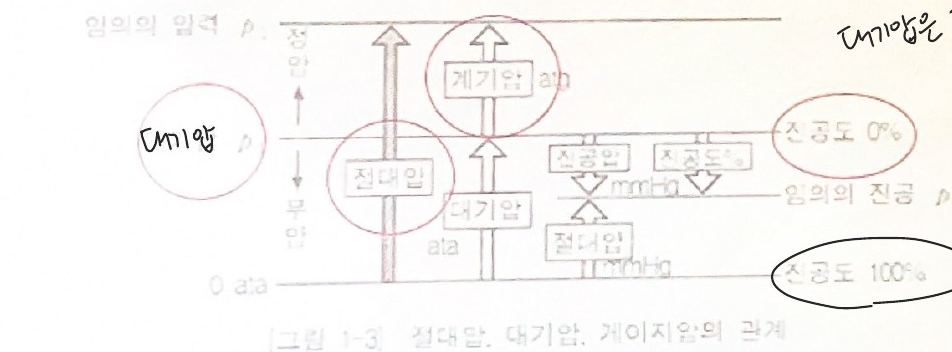 대기압은
임의의 압력 p
정압
계기압 atg
대기압 p
진공도 0%
절대압
진공압 진공도%
mmHg
임의의 진공 p
부압
대기압
ata
절대압
mmHg
0 ata
진공도 100%
[그림 1-3] 절대압, 대기압, 게이지압의 관계